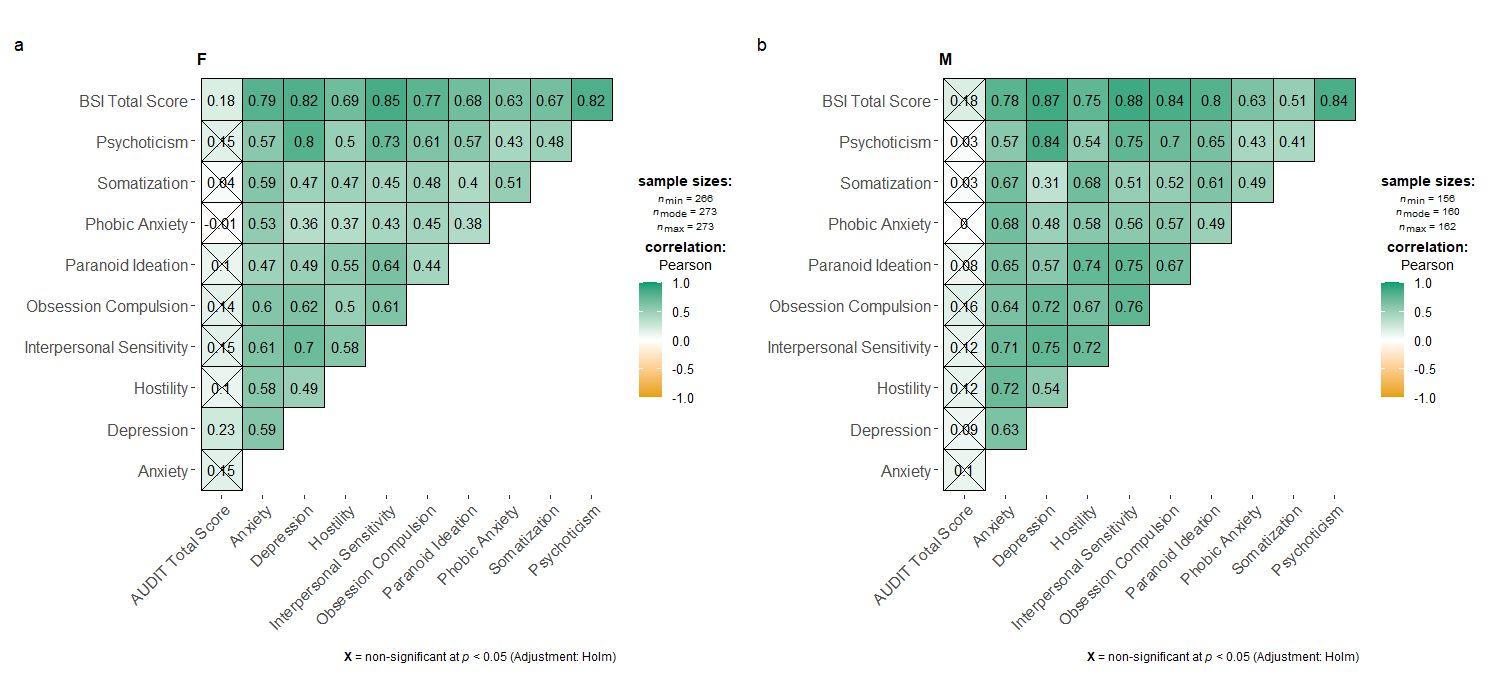 a
F
BSI Total Score 0.18 0.79 0.82 0.69 0.85 0.77 0.68 0.63 0.67 0.82
Psychoticism 0.15 0.57 0.8 0.5 0.73 0.61 0.57 0.43 0.48
Somatization 0.04 0.59 0.47 0.47 0.45 0.48 0.4 0.51
Phobic Anxiety -0.01 0.53 0.36 0.37 0.43 0.45 0.38
Paranoid Ideation 0.1 0.47 0.49 0.55 0.64 0.44
Obsession Compulsion 0.14 0.6 0.62 0.5 0.61
Interpersonal Sensitivity 0.15 0.61 0.7 0.58
Hostility 0.1 0.58 0.49
Depression 0.23 0.59
Anxiety 0.15
AUDIT Total Score
Anxiety
Depression
Hostility
Interpersonal Sensitivity
Obsession Compulsion
Paranoid Ideation
Phobic Anxiety
Somatization
Psychoticism
sample sizes:
n min = 266
n mode = 273
n max = 273
correlation:
Pearson
1.0
0.5
0.0
-0.5
-1.0
X = non-significant at p < 0.05 (Adjustment: Holm)
b
M
BSI Total Score 0.18 0.78 0.87 0.75 0.88 0.84 0.8 0.63 0.51 0.84
Psychoticism 0.03 0.57 0.84 0.54 0.75 0.7 0.65 0.43 0.41
Somatization 0.03 0.67 0.31 0.68 0.51 0.52 0.61 0.49
Phobic Anxiety 0 0.68 0.48 0.58 0.56 0.57 0.49
Paranoid Ideation 0.08 0.65 0.57 0.74 0.75 0.67
Obsession Compulsion 0.16 0.64 0.72 0.67 0.76
Interpersonal Sensitivity 0.12 0.71 0.75 0.72
Hostility 0.12 0.72 0.54
Depression 0.09 0.63
Anxiety 0.1
AUDIT Total Score
Anxiety
Depression
Hostility
Interpersonal Sensitivity
Obsession Compulsion
Paranoid Ideation
Phobic Anxiety
Somatization
Psychoticism
sample sizes:
n min = 156
n mode = 160
n max = 162
correlation:
Pearson
1.0
0.5
0.0
-0.5
-1.0
X = non-significant at p < 0.05 (Adjustment: Holm)